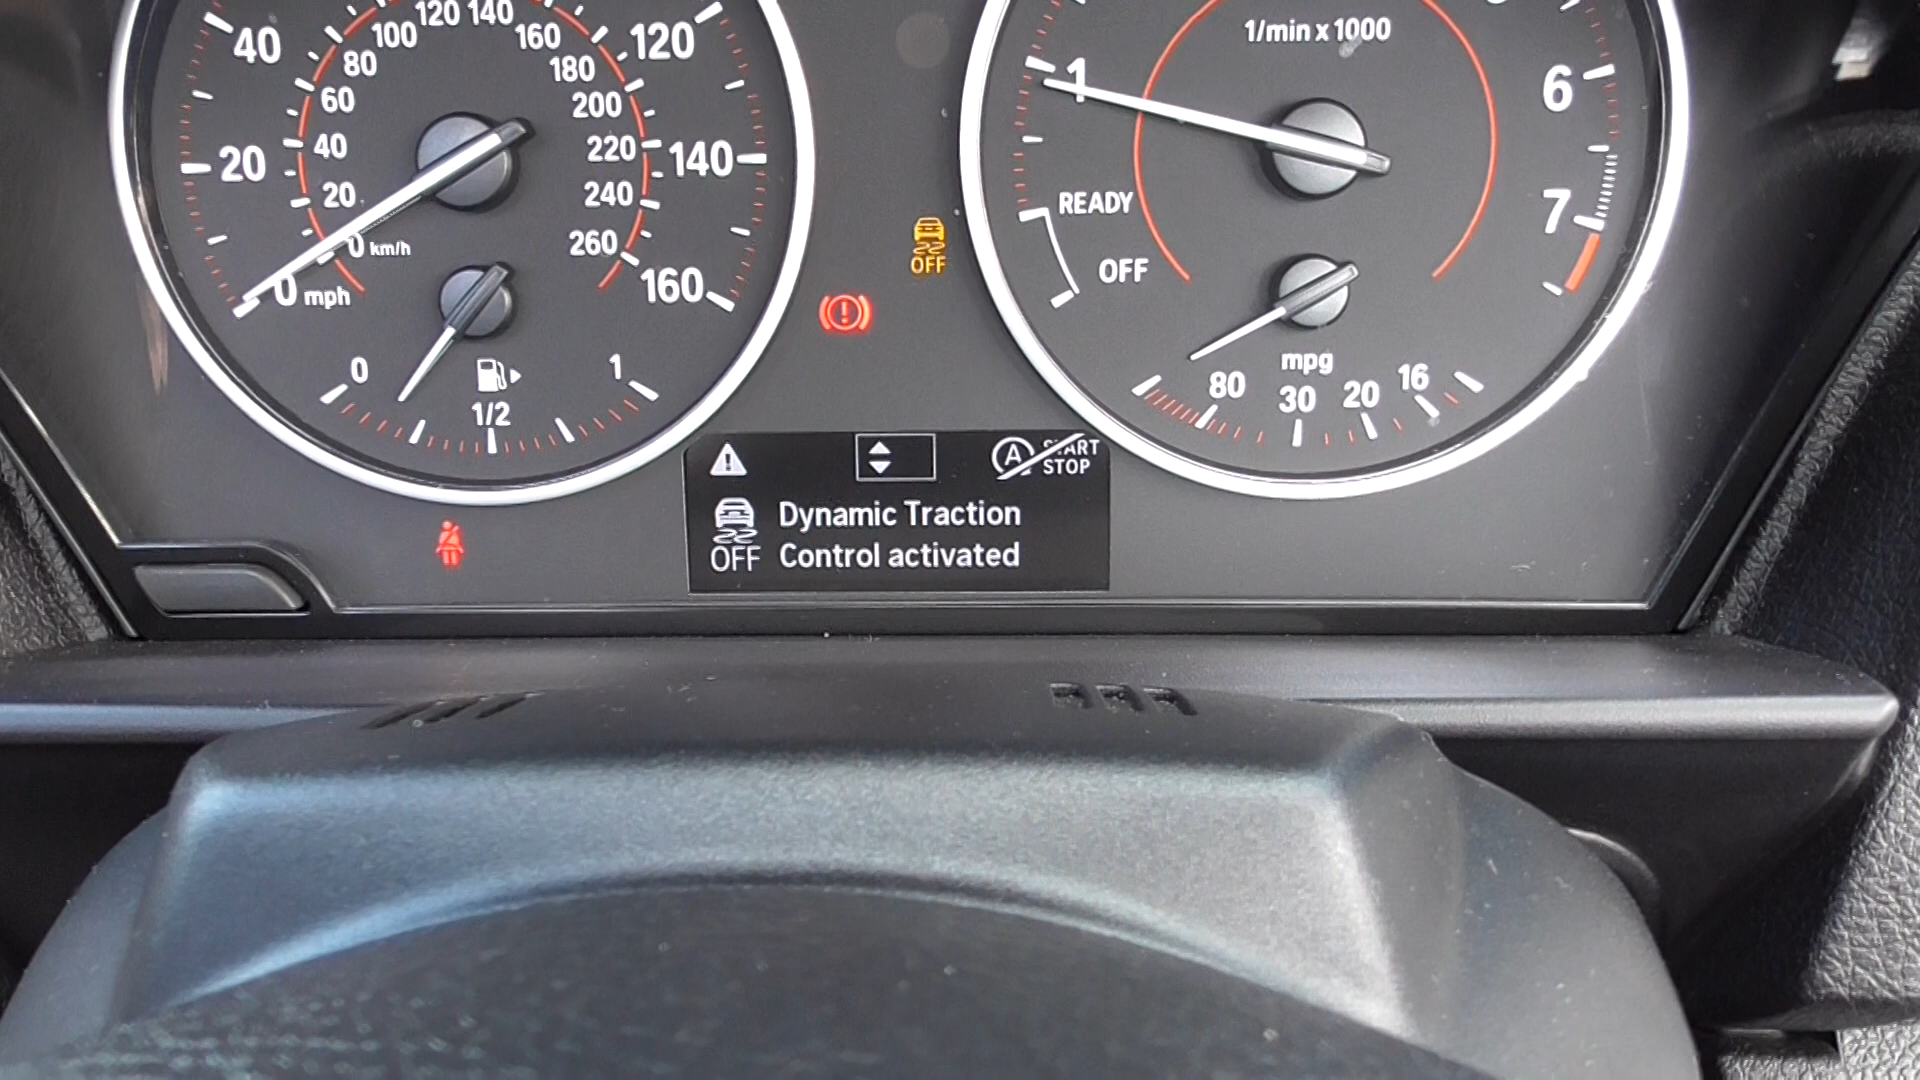 40
20
0 mph
120
140
160
20
40
60
80
100
120
140
160
180
200
220
240
260
0 km/h
0
1/2
1
1/min x 1000
1
6
7
READY
OFF
mpg
80
30
20
16
OFF
A
START
STOP
OFF
Dynamic Traction
Control activated